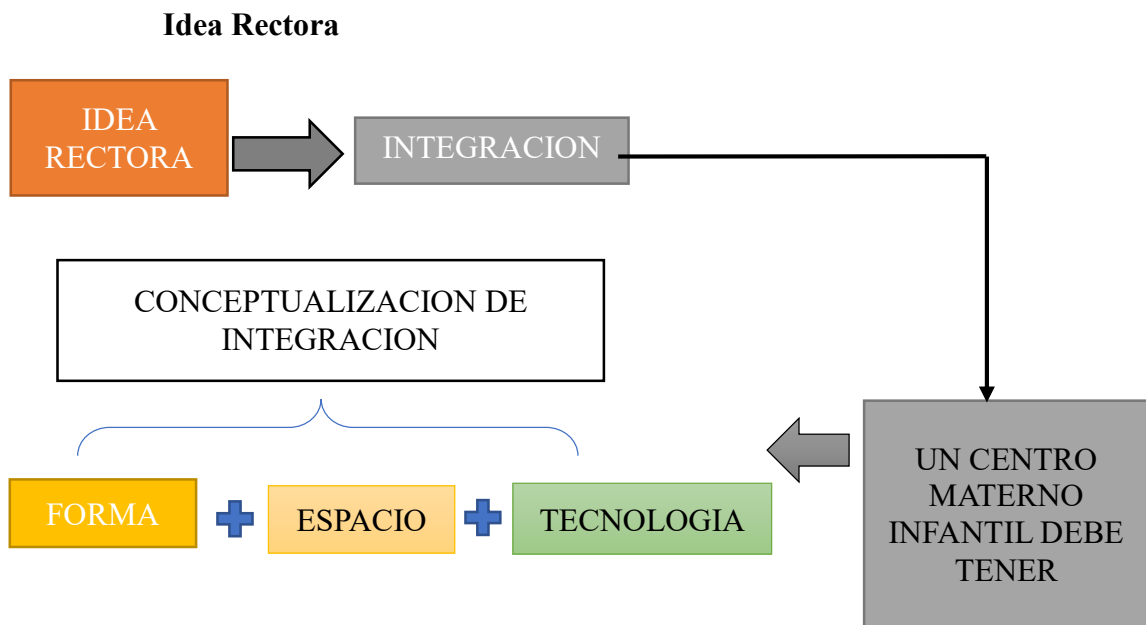 Idea Rectora
IDEA
RECTORA
INTEGRACION
CONCEPTUALIZACION DE
INTEGRACION
FORMA
ESPACIO
TECNOLOGIA
UN CENTRO
MATERNO
INFANTIL DEBE
TENER